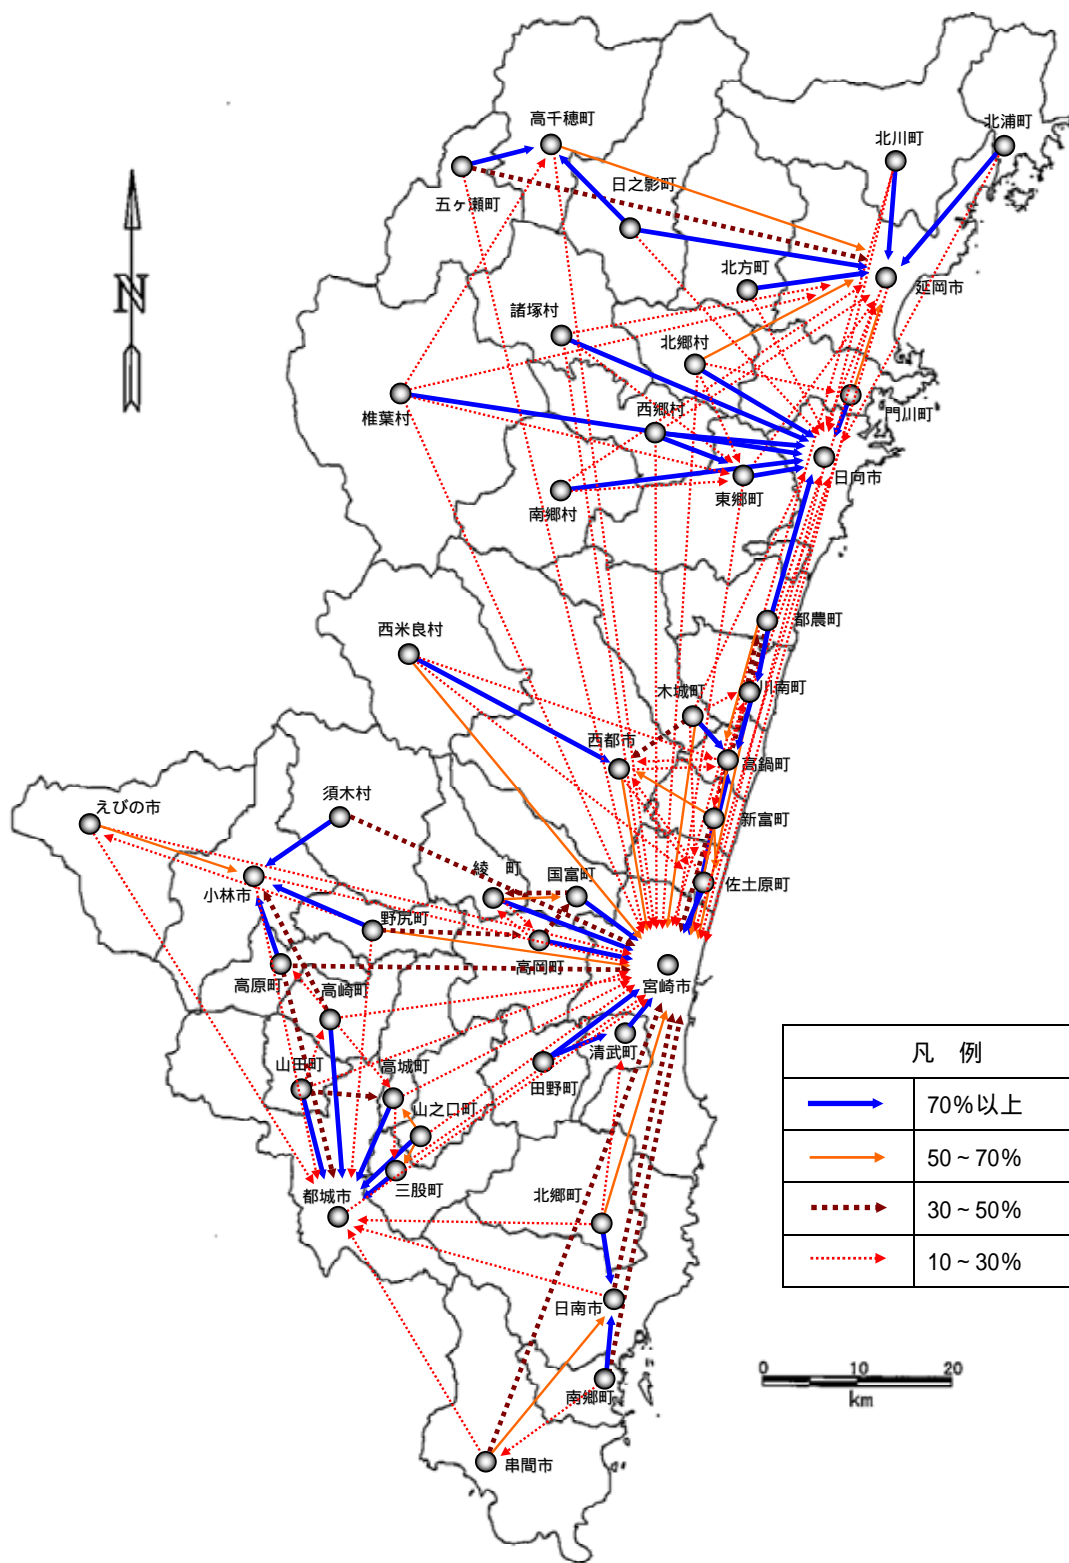 高千穂町
北川町
北浦町
五ヶ瀬町
日之影町
N
北方町
延岡市
諸塚村
北郷村
椎葉村
西郷村
門川町
南郷村
東郷町
日向市
都農町
西米良村
木城町
川南町
西都市
高鍋町
えびの市
須木村
新富町
小林市
綾 町
国富町
佐土原町
野尻町
高岡町
高原町
高崎町
宮崎市
清武町
山田町
高城町
田野町
山之口町
三股町
都城市
北郷町
日南市
南郷町
串間市
凡 例
70%以上
50~70%
30~50%
10~30%
0 10 20
km